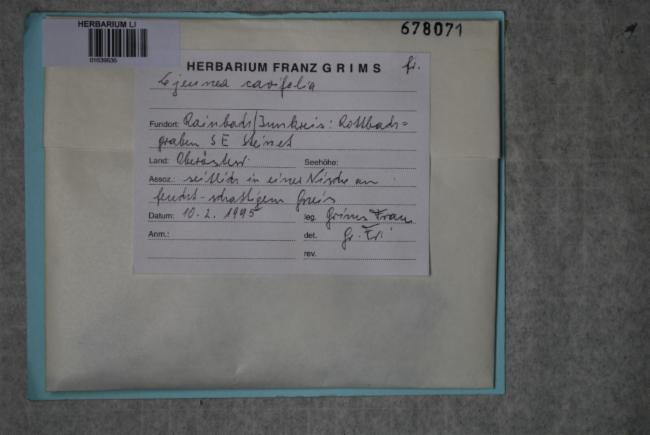 HERBARIUM LI
678071
HERBARIUM FRANZ GRIMS fr.
Lejeunea cavifolia
Fundort: Rainbach/Innkreis: Rottbach=
graben SE Steinet
Land: Oberösterr. Seehöhe:
Assoz.: seitlich in einer Nische an
feucht-schattigem Gneis
Datum: 10.2.1995 leg. Grims Franz
Anm.: det. Gr. Fr.
rev.